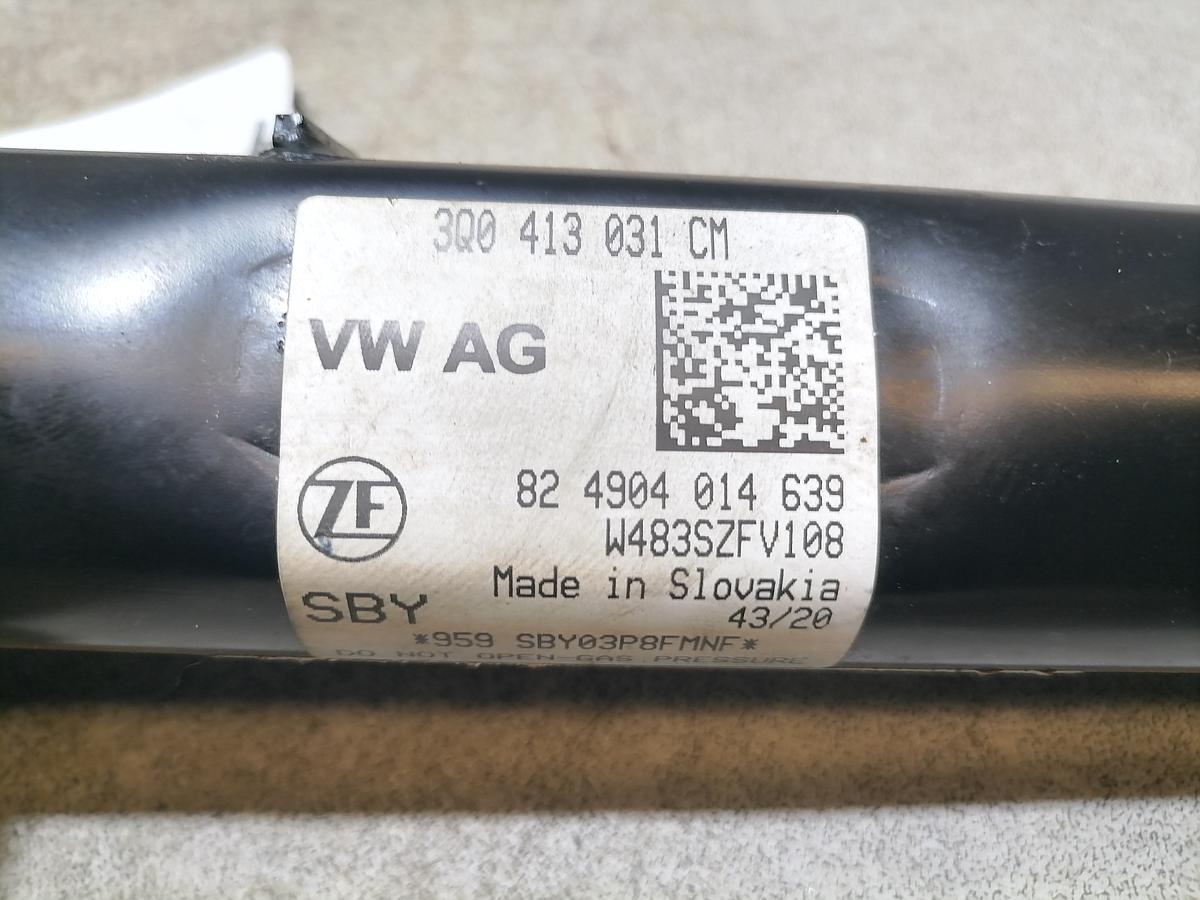 3Q0 413 031 CM
VW AG
ZF
82 4904 014 639
W483SZFV108
Made in Slovakia
SBY
43/20
*959 SBY03P8FMNF*
DO NOT OPEN-GAS PRESSURE